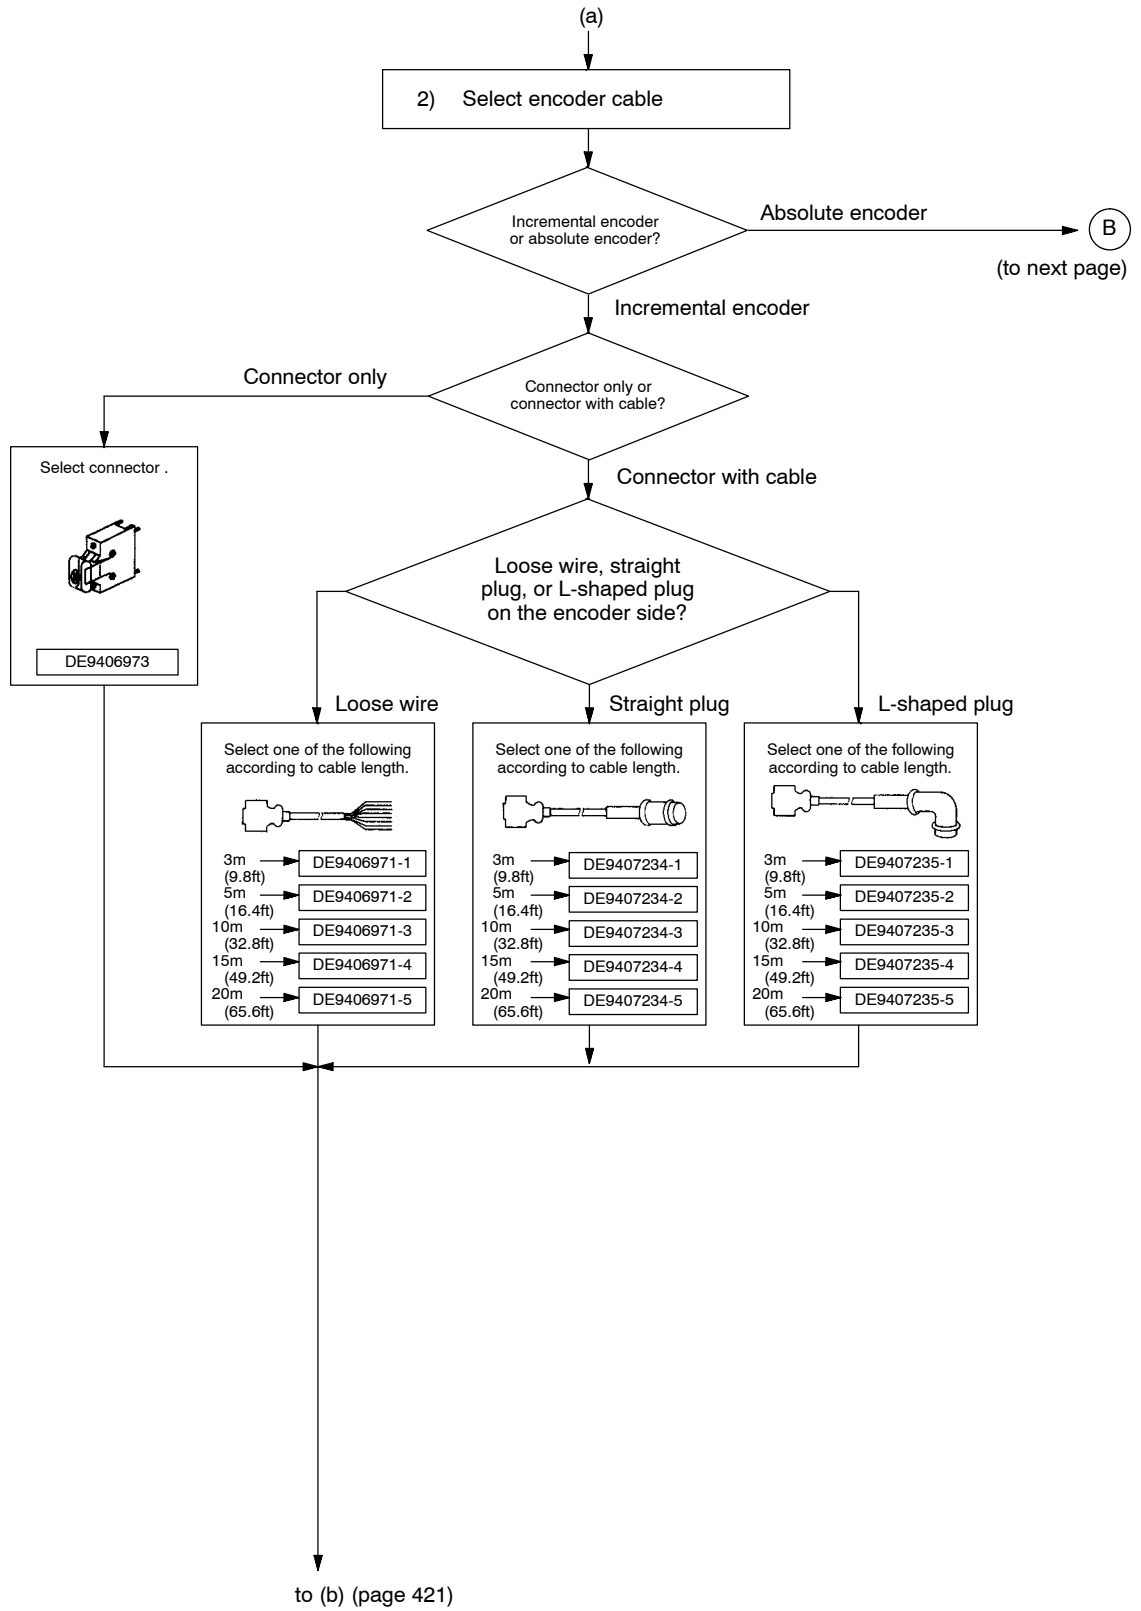 (a)
2) Select encoder cable
Incremental encoder
or absolute encoder?
Absolute encoder
B
(to next page)
Incremental encoder
Connector only
Connector only or
connector with cable?
Select connector .
DE9406973
Connector with cable
Loose wire, straight
plug, or L-shaped plug
on the encoder side?
Loose wire
Select one of the following
according to cable length.
3m
(9.8ft)
DE9406971-1
5m
(16.4ft)
DE9406971-2
10m
(32.8ft)
DE9406971-3
15m
(49.2ft)
DE9406971-4
20m
(65.6ft)
DE9406971-5
Straight plug
Select one of the following
according to cable length.
3m
(9.8ft)
DE9407234-1
5m
(16.4ft)
DE9407234-2
10m
(32.8ft)
DE9407234-3
15m
(49.2ft)
DE9407234-4
20m
(65.6ft)
DE9407234-5
L-shaped plug
Select one of the following
according to cable length.
3m
(9.8ft)
DE9407235-1
5m
(16.4ft)
DE9407235-2
10m
(32.8ft)
DE9407235-3
15m
(49.2ft)
DE9407235-4
20m
(65.6ft)
DE9407235-5
to (b) (page 421)